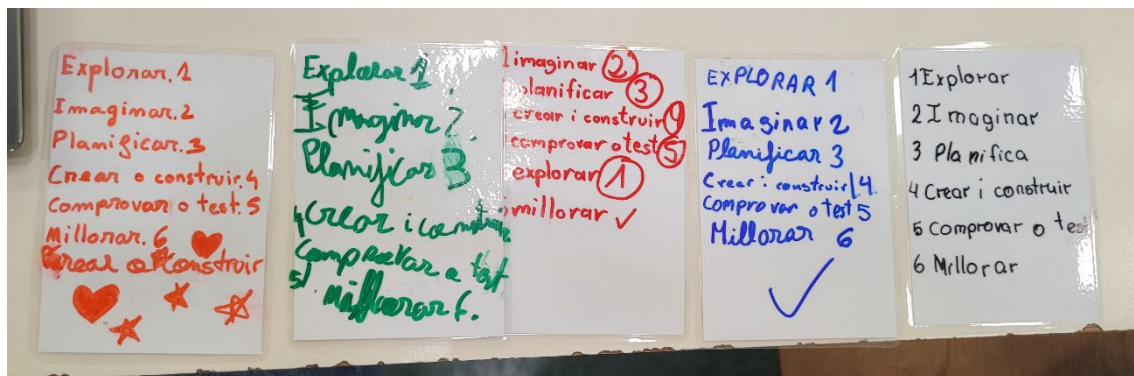 Explorar. 1
Imaginar. 2
Planificar. 3
Crear o construir. 4
Comprovar o test. 5
Millorar. 6
Crear o construir
Explorar 1.
Imaginar 2.
Planificar 3
4 Crear i construir
Comprovar o test
5
Millorar 6.
imaginar 2
planificar 3
crear i construir 4
comprovar o test 5
explorar 1
millorar ✓
EXPLORAR 1
Imaginar 2
Planificar 3
Crear i construir 4
comprovar o test 5
Millorar 6
1 Explorar
2 Imaginar
3 Planifica
4 Crear i construir
5 Comprovar o test
6 Millorar